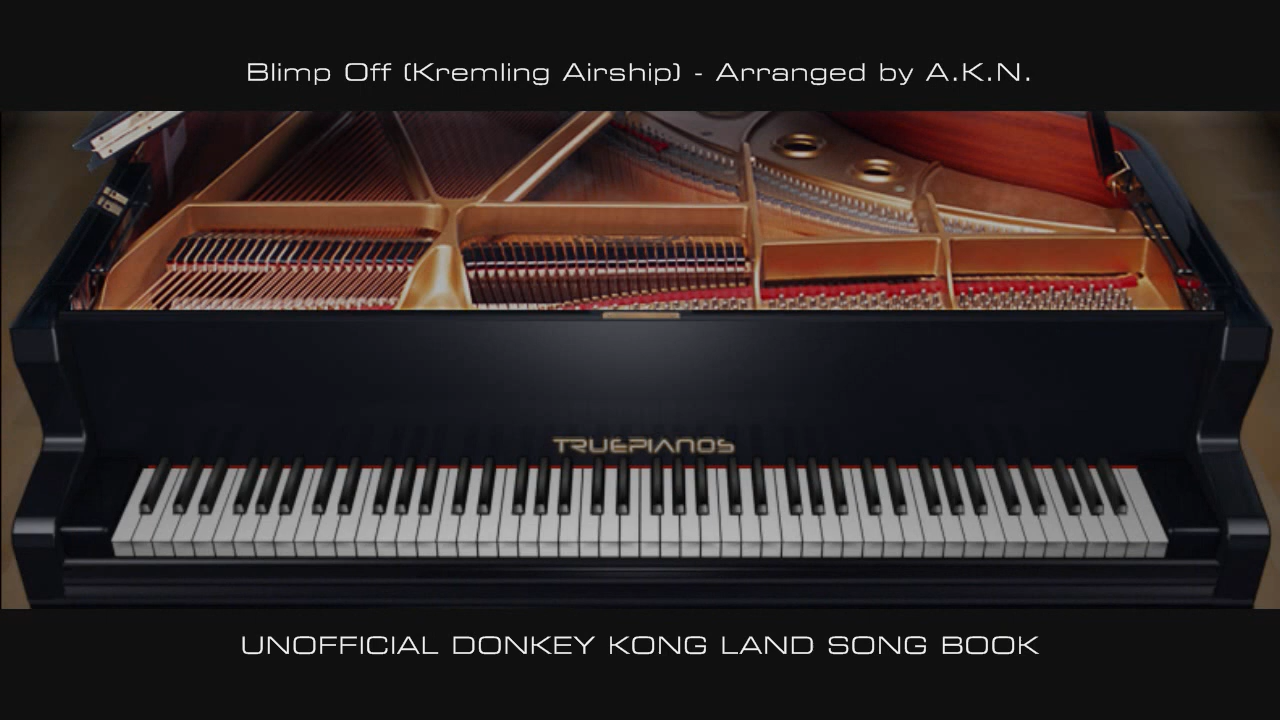 Blimp Off (Kremling Airship) - Arranged by A.K.N.
TRUEPIANOS
UNOFFICIAL DONKEY KONG LAND SONG BOOK